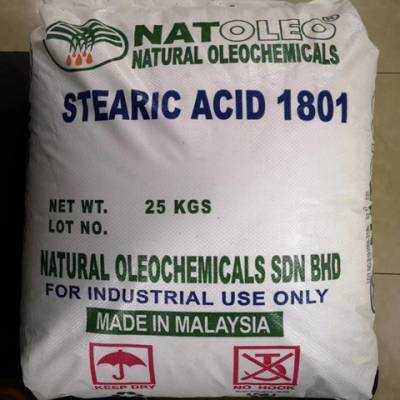 NATOLEO®
NATURAL OLEOCHEMICALS
STEARIC ACID 1801
NET WT. 25 KGS
LOT NO.
NATURAL OLEOCHEMICALS SDN BHD
FOR INDUSTRIAL USE ONLY
MADE IN MALAYSIA
KEEP DRY
NO HOOK